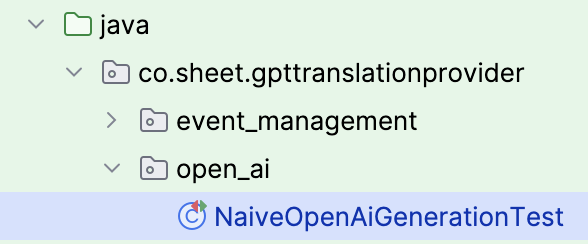 java
co.sheet.gpttranslationprovider
event_management
open_ai
NaiveOpenAiGenerationTest